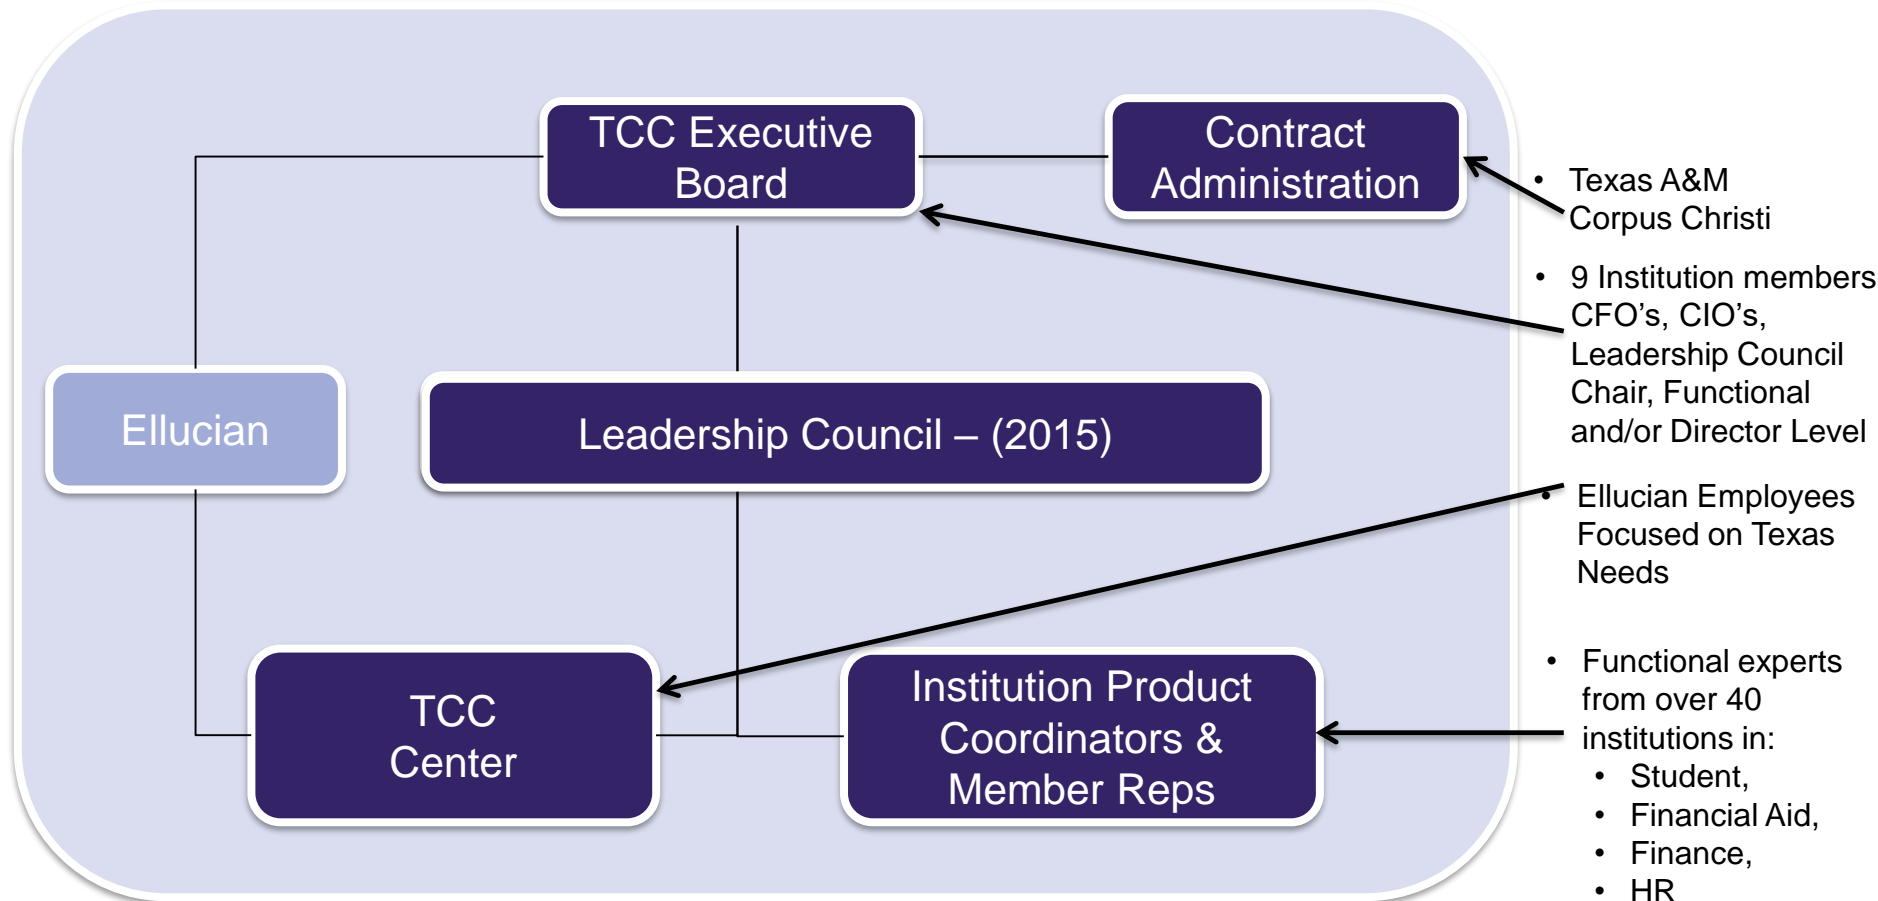 TCC Executive
Board
Contract
Administration
• Texas A&M
Corpus Christi
• 9 Institution members
CFO’s, CIO’s,
Leadership Council
Chair, Functional
and/or Director Level
Ellucian
Leadership Council – (2015)
• Ellucian Employees
Focused on Texas
Needs
TCC
Center
Institution Product
Coordinators &
Member Reps
• Functional experts
from over 40
institutions in:
• Student,
• Financial Aid,
• Finance,
• HR